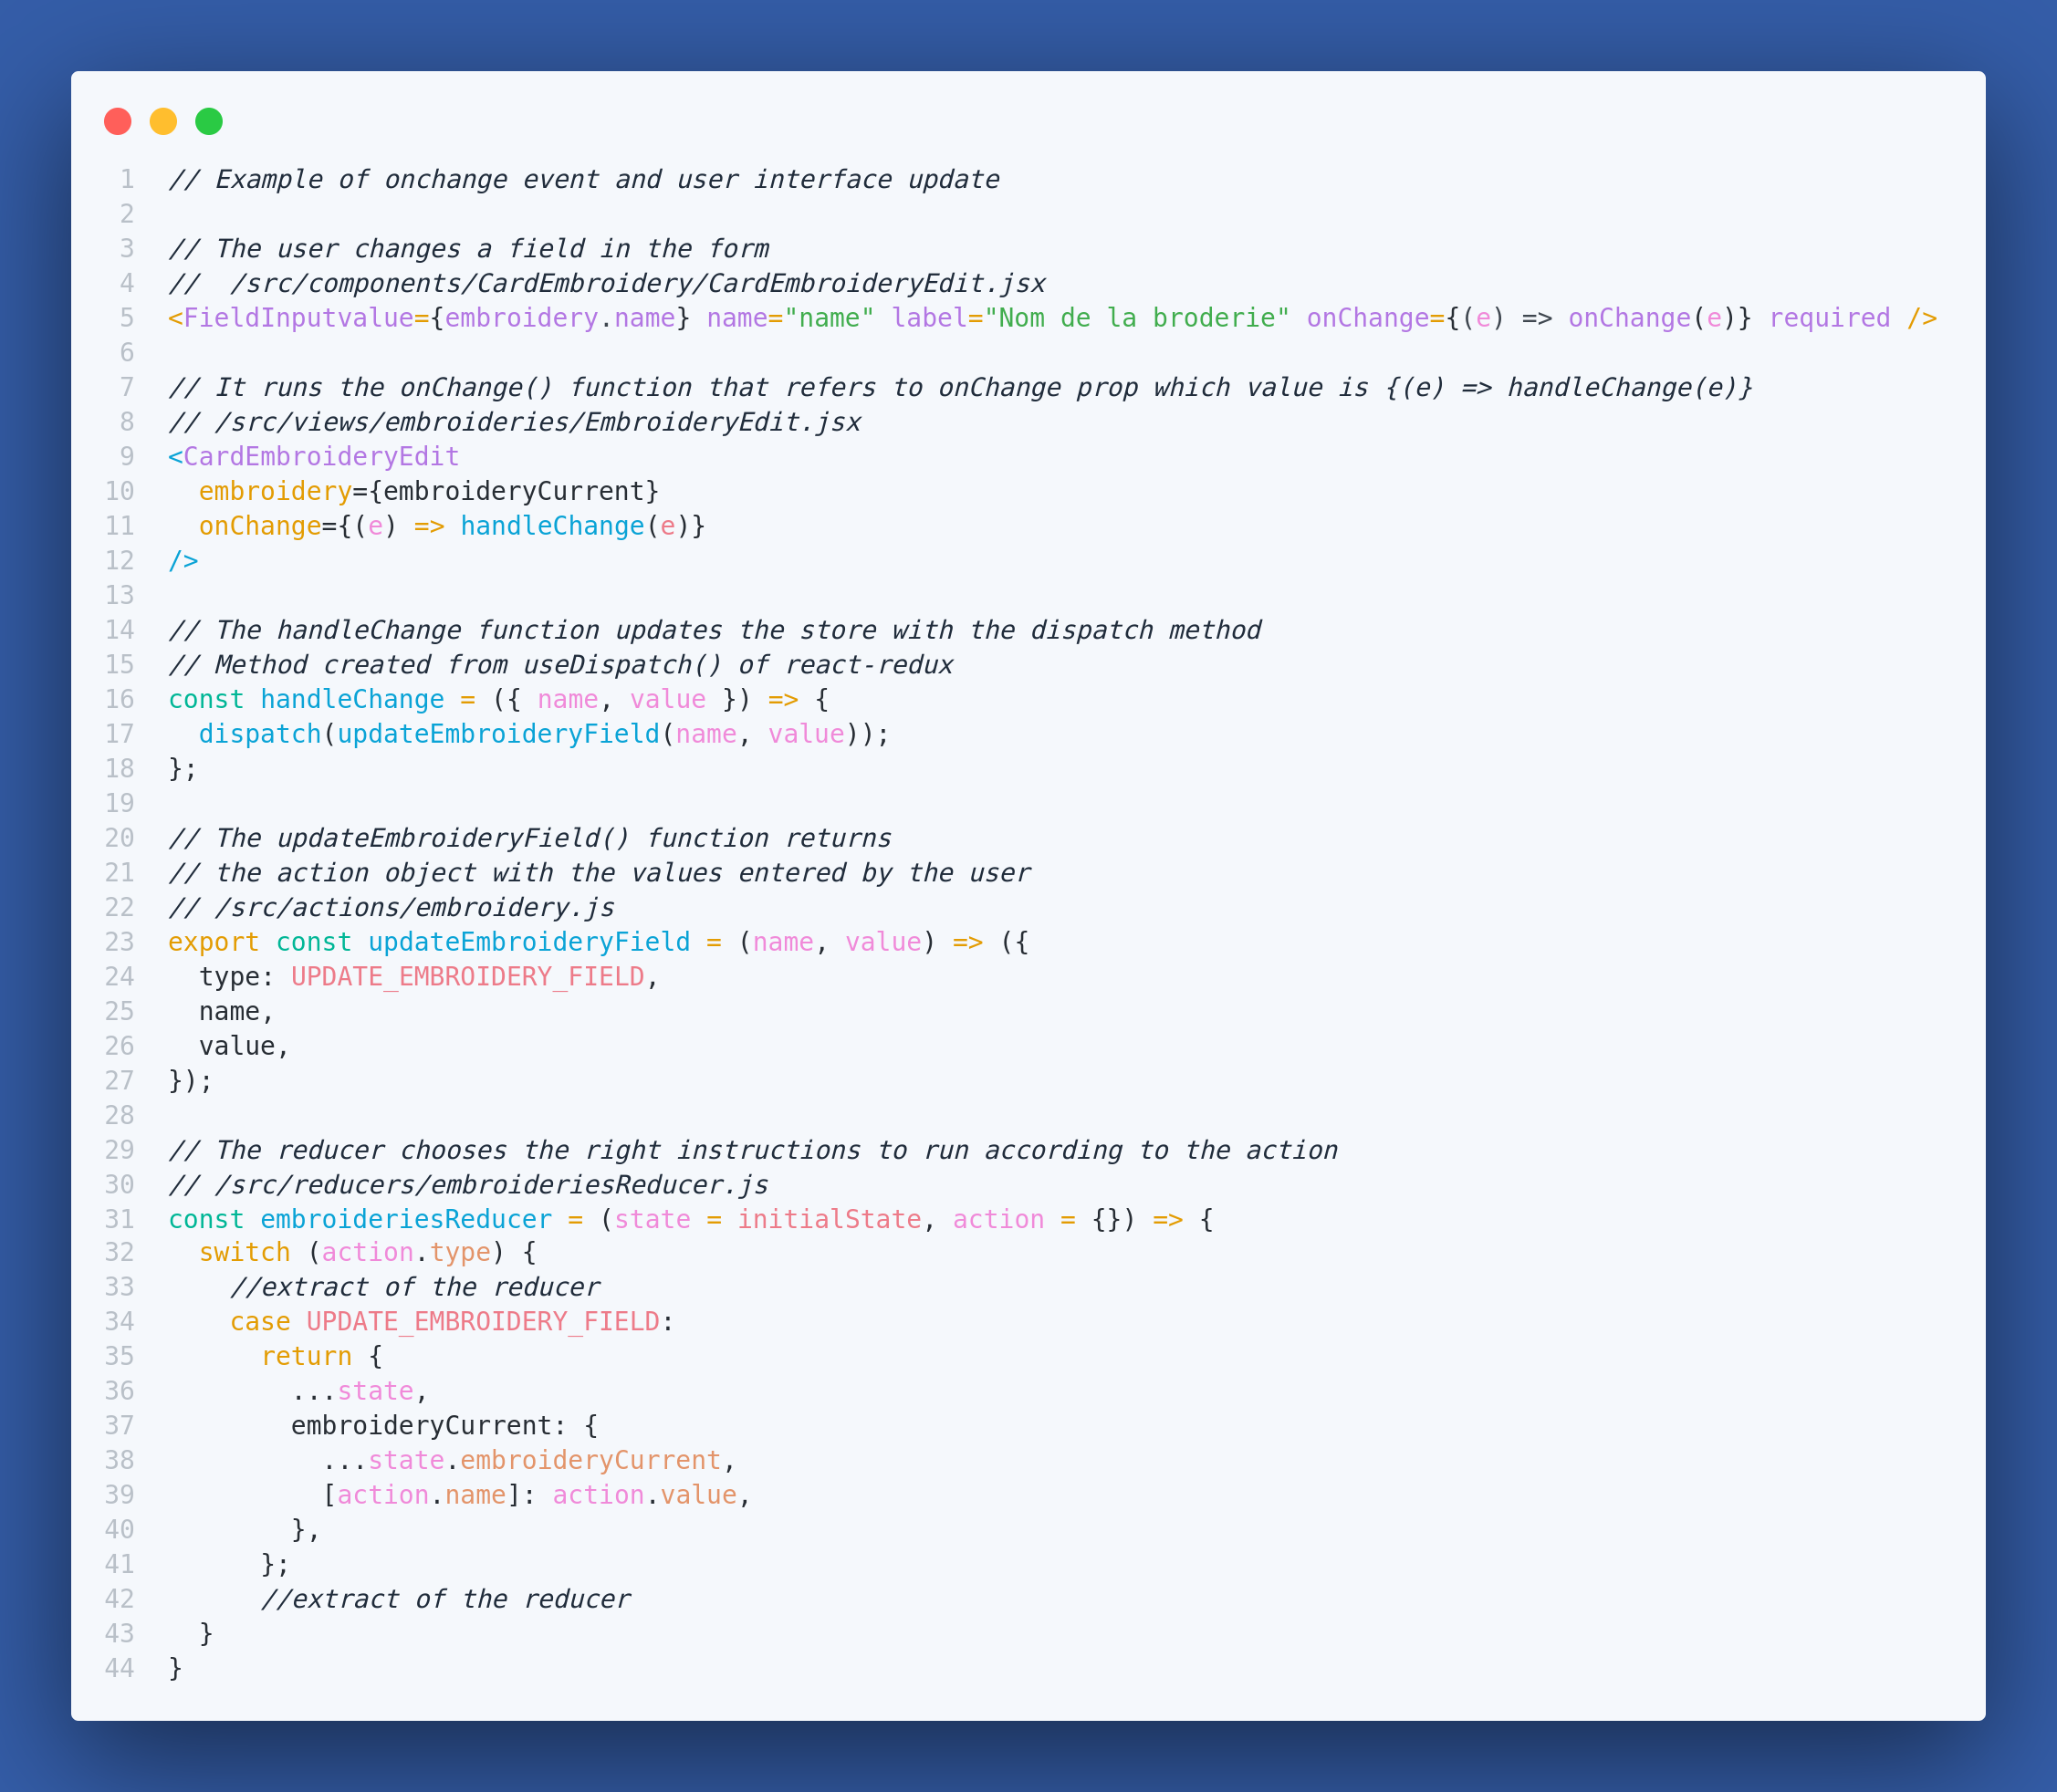 1 // Example of onchange event and user interface update
2
3 // The user changes a field in the form
4 //  /src/components/CardEmbroidery/CardEmbroideryEdit.jsx
5 <FieldInputvalue={embroidery.name} name="name" label="Nom de la broderie" onChange={(e) => onChange(e)} required />
6
7 // It runs the onChange() function that refers to onChange prop which value is {(e) => handleChange(e)}
8 // /src/views/embroideries/EmbroideryEdit.jsx
9 <CardEmbroideryEdit
10   embroidery={embroideryCurrent}
11   onChange={(e) => handleChange(e)}
12 />
13
14 // The handleChange function updates the store with the dispatch method
15 // Method created from useDispatch() of react-redux
16 const handleChange = ({ name, value }) => {
17   dispatch(updateEmbroideryField(name, value));
18 };
19
20 // The updateEmbroideryField() function returns
21 // the action object with the values entered by the user
22 // /src/actions/embroidery.js
23 export const updateEmbroideryField = (name, value) => ({
24   type: UPDATE_EMBROIDERY_FIELD,
25   name,
26   value,
27 });
28
29 // The reducer chooses the right instructions to run according to the action
30 // /src/reducers/embroideriesReducer.js
31 const embroideriesReducer = (state = initialState, action = {}) => {
32   switch (action.type) {
33     //extract of the reducer
34     case UPDATE_EMBROIDERY_FIELD:
35       return {
36         ...state,
37         embroideryCurrent: {
38           ...state.embroideryCurrent,
39           [action.name]: action.value,
40         },
41       };
42       //extract of the reducer
43   }
44 }